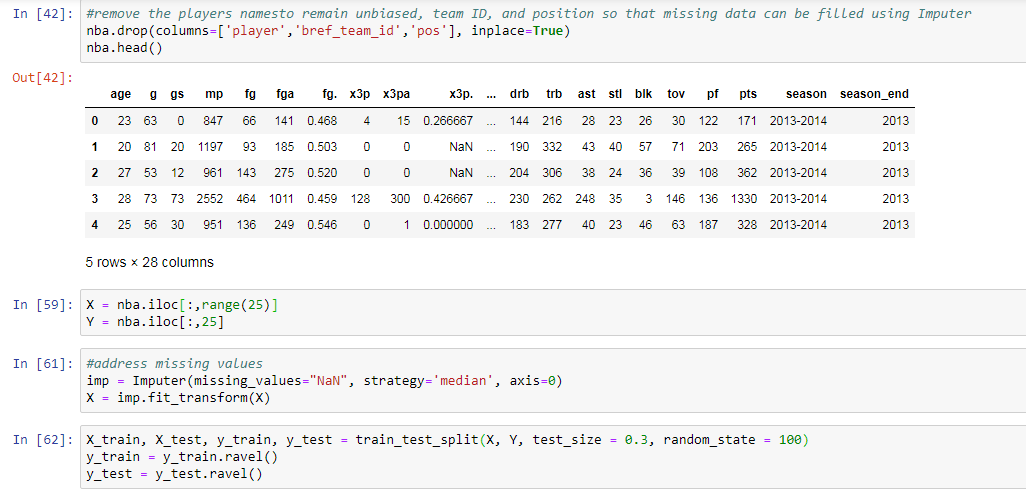 In [42]: #remove the players namesto remain unbiased, team ID, and position so that missing data can be filled using Imputer
nba.drop(columns=['player','bref_team_id','pos'], inplace=True)
nba.head()
Out[42]:
age g gs mp fg fga fg. x3p x3pa x3p. ... drb trb ast stl blk tov pf pts season season_end
0 23 63 0 847 66 141 0.468 4 15 0.266667 ... 144 216 28 23 26 30 122 171 2013-2014 2013
1 20 81 20 1197 93 185 0.503 0 0 NaN ... 190 332 43 40 57 71 203 265 2013-2014 2013
2 27 53 12 961 143 275 0.520 0 0 NaN ... 204 306 38 24 36 39 108 362 2013-2014 2013
3 28 73 73 2552 464 1011 0.459 128 300 0.426667 ... 230 262 248 35 3 146 136 1330 2013-2014 2013
4 25 56 30 951 136 249 0.546 0 1 0.000000 ... 183 277 40 23 46 63 187 328 2013-2014 2013
5 rows × 28 columns
In [59]: X = nba.iloc[:,range(25)]
Y = nba.iloc[:,25]
In [61]: #address missing values
imp = Imputer(missing_values="NaN", strategy='median', axis=0)
X = imp.fit_transform(X)
In [62]: X_train, X_test, y_train, y_test = train_test_split(X, Y, test_size = 0.3, random_state = 100)
y_train = y_train.ravel()
y_test = y_test.ravel()